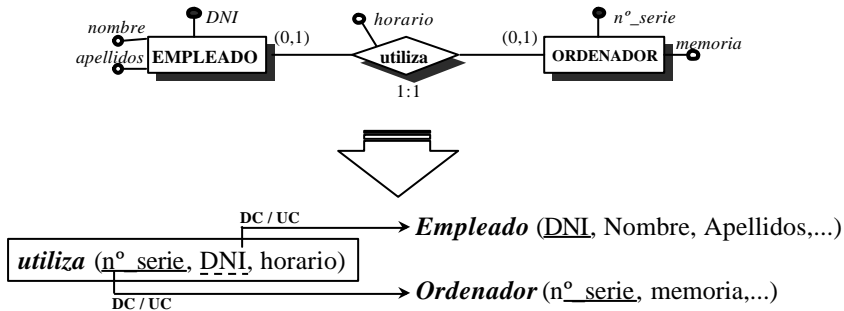 DNI
horario
nº_serie
nombre
(0,1)
(0,1)
memoria
apellidos
EMPLEADO
utiliza
ORDENADOR
1:1
DC / UC
Empleado (DNI, Nombre, Apellidos,...)
utiliza (nº_serie, DNI, horario)
Ordenador (nº_serie, memoria,...)
DC / UC